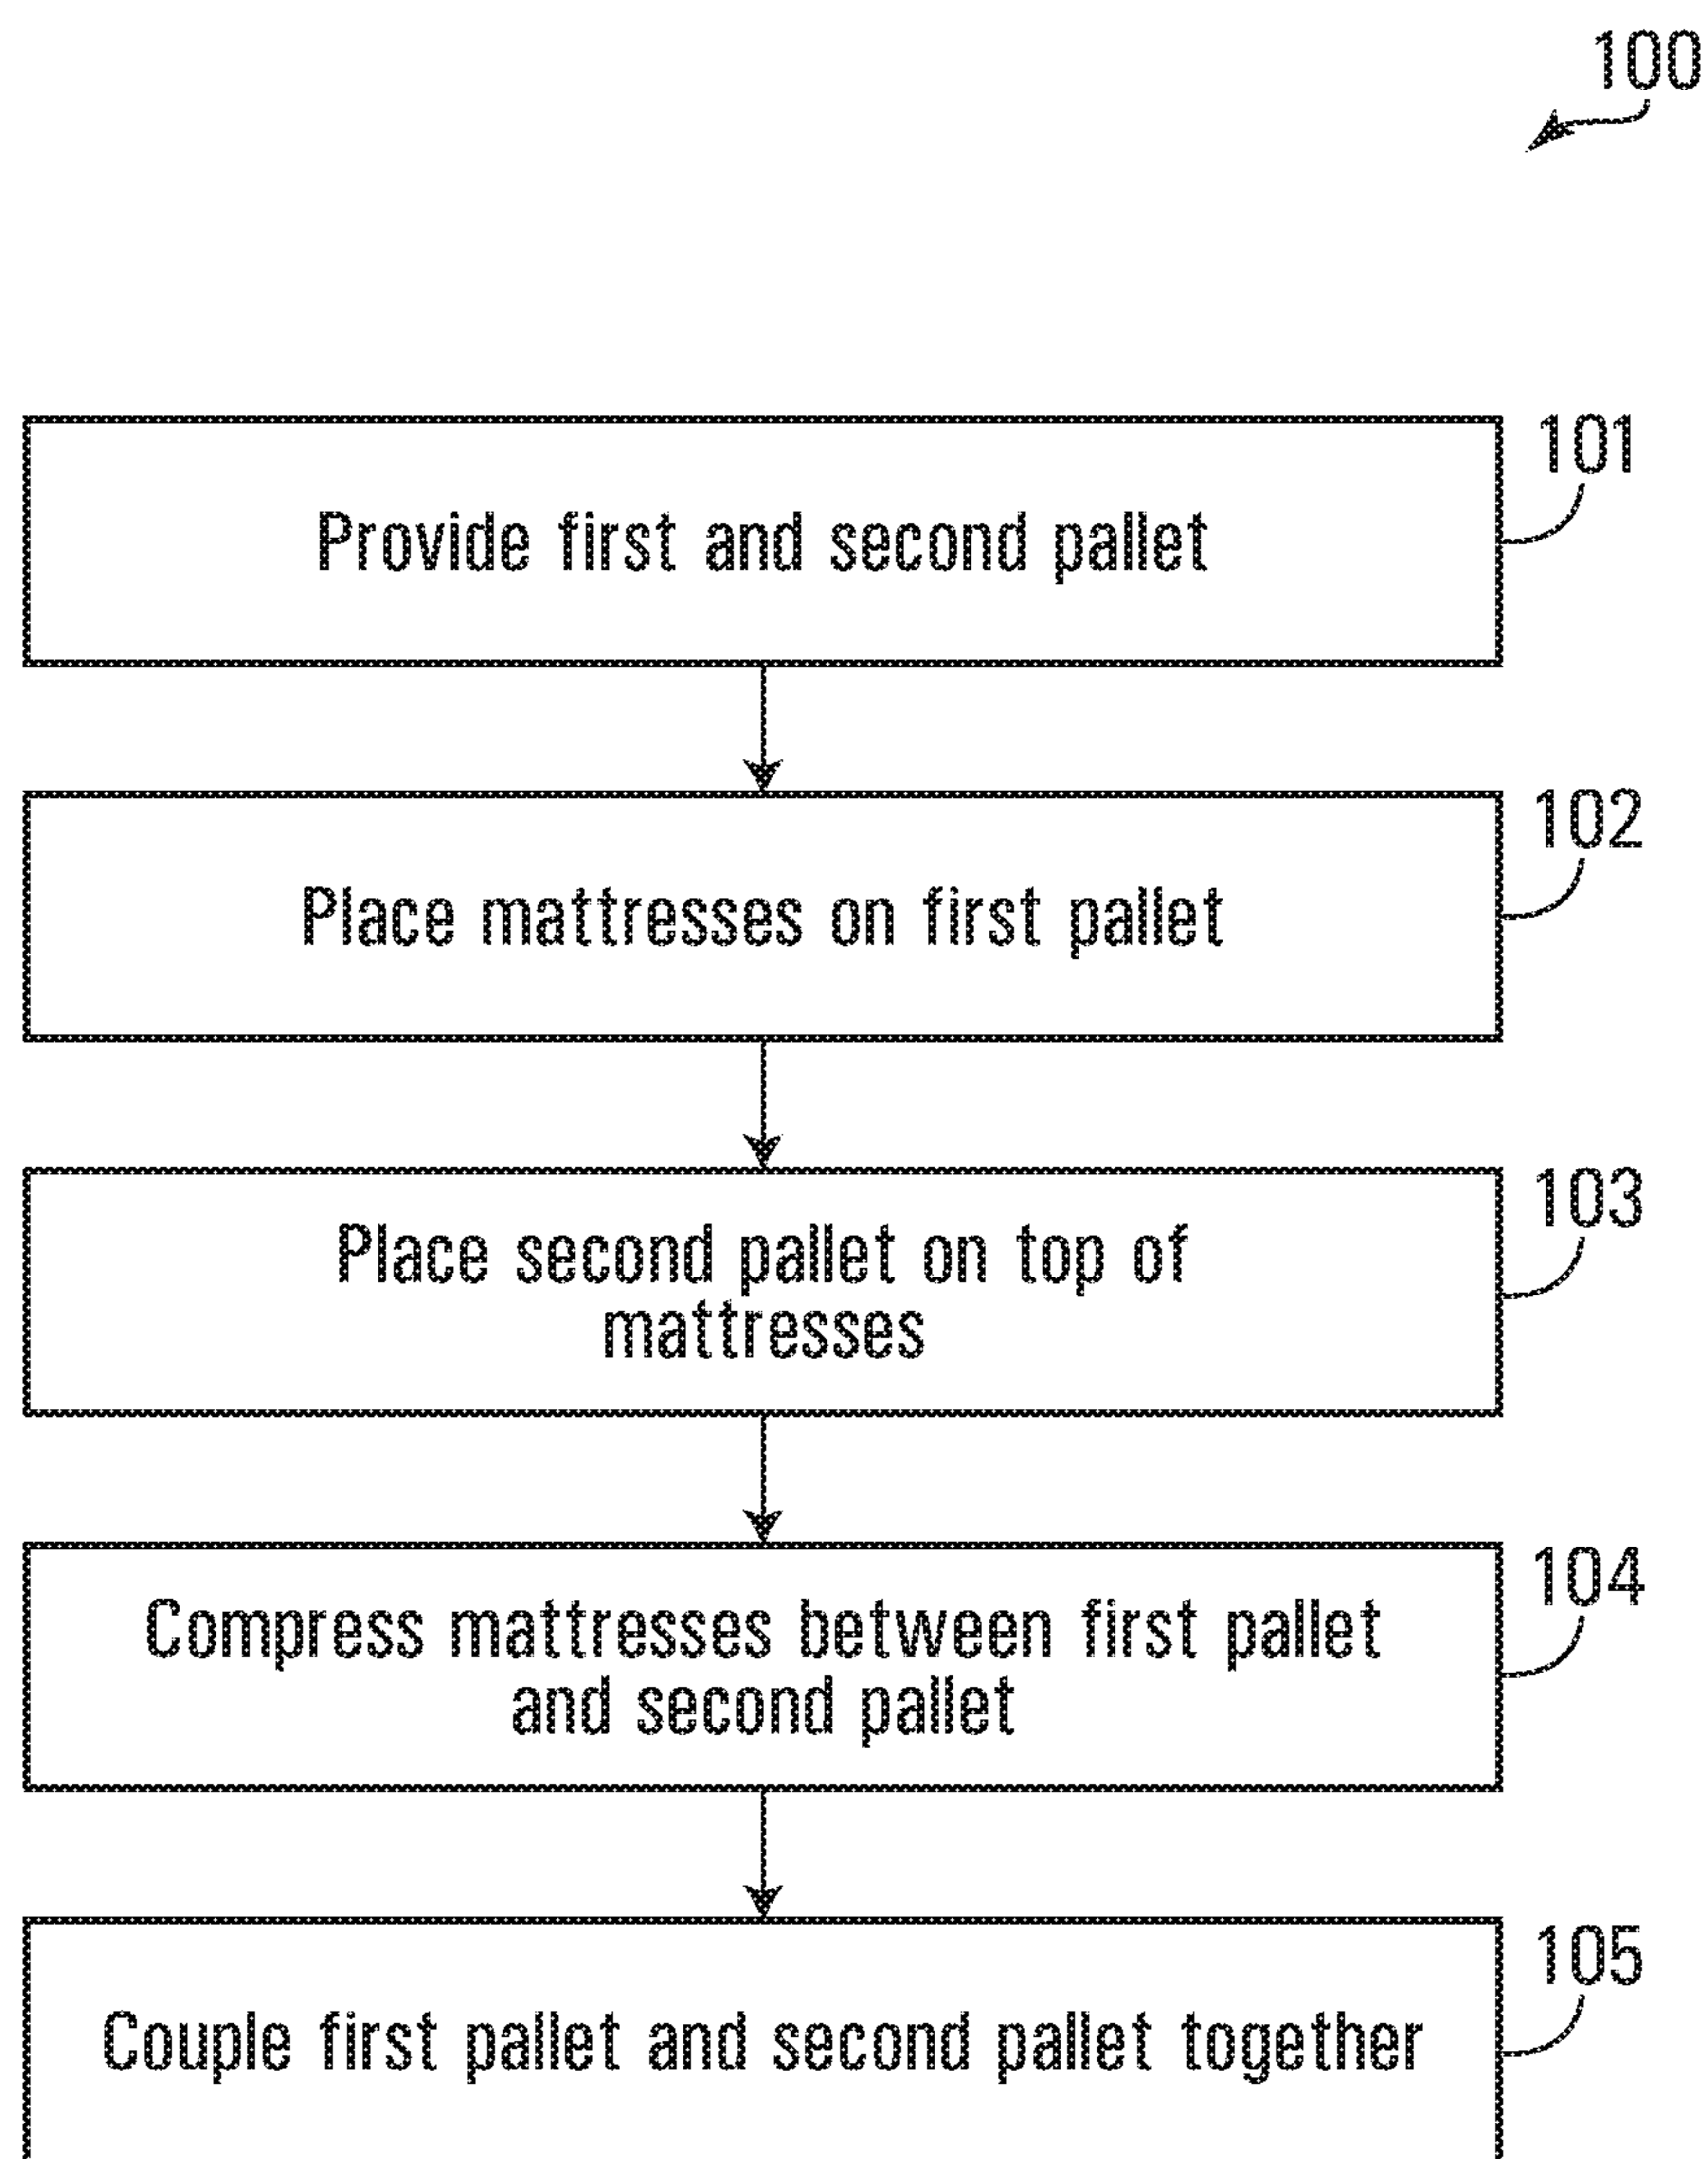 100
101
Provide first and second pallet
102
Place mattresses on first pallet
103
Place second pallet on top of
mattresses
104
Compress mattresses between first pallet
and second pallet
105
Couple first pallet and second pallet together